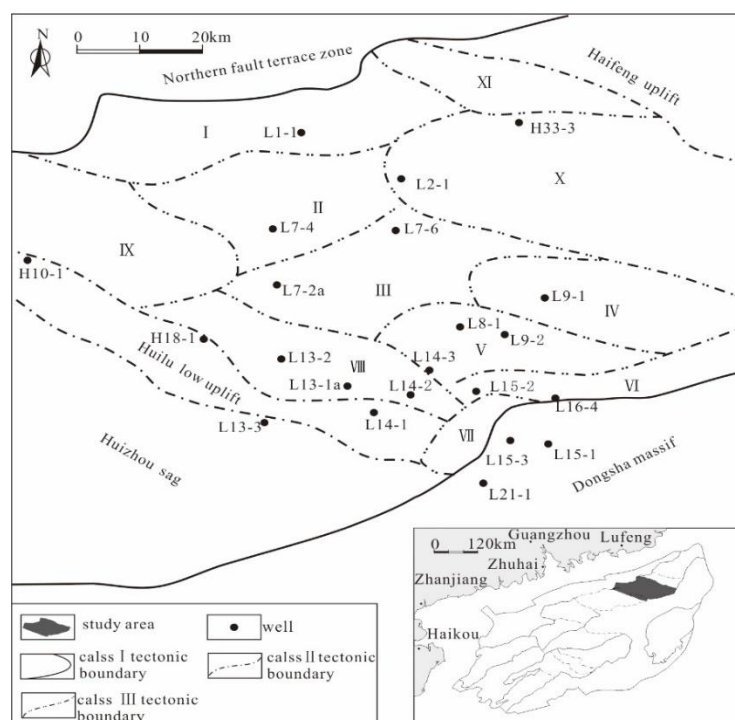 N
0 10 20km
Northern fault terrace zone
Haifeng uplift
XI
I
L1-1
H33-3
X
L2-1
II
L7-4
L7-6
IX
H10-1
L7-2a
III
L9-1
IV
H18-1
L8-1
L9-2
V
L13-2
VIII
L14-3
Huilu low uplift
L13-1a
L14-2
L15-2
VI
L16-4
L13-3
L14-1
VII
Huizhou sag
L15-3
L15-1
Dongsha massif
L21-1
0 120km
Guangzhou
Lufeng
Zhuhai
Zhanjiang
Haikou
study area
well
calss I tectonic
boundary
calss II tectonic
boundary
calss III tectonic
boundary